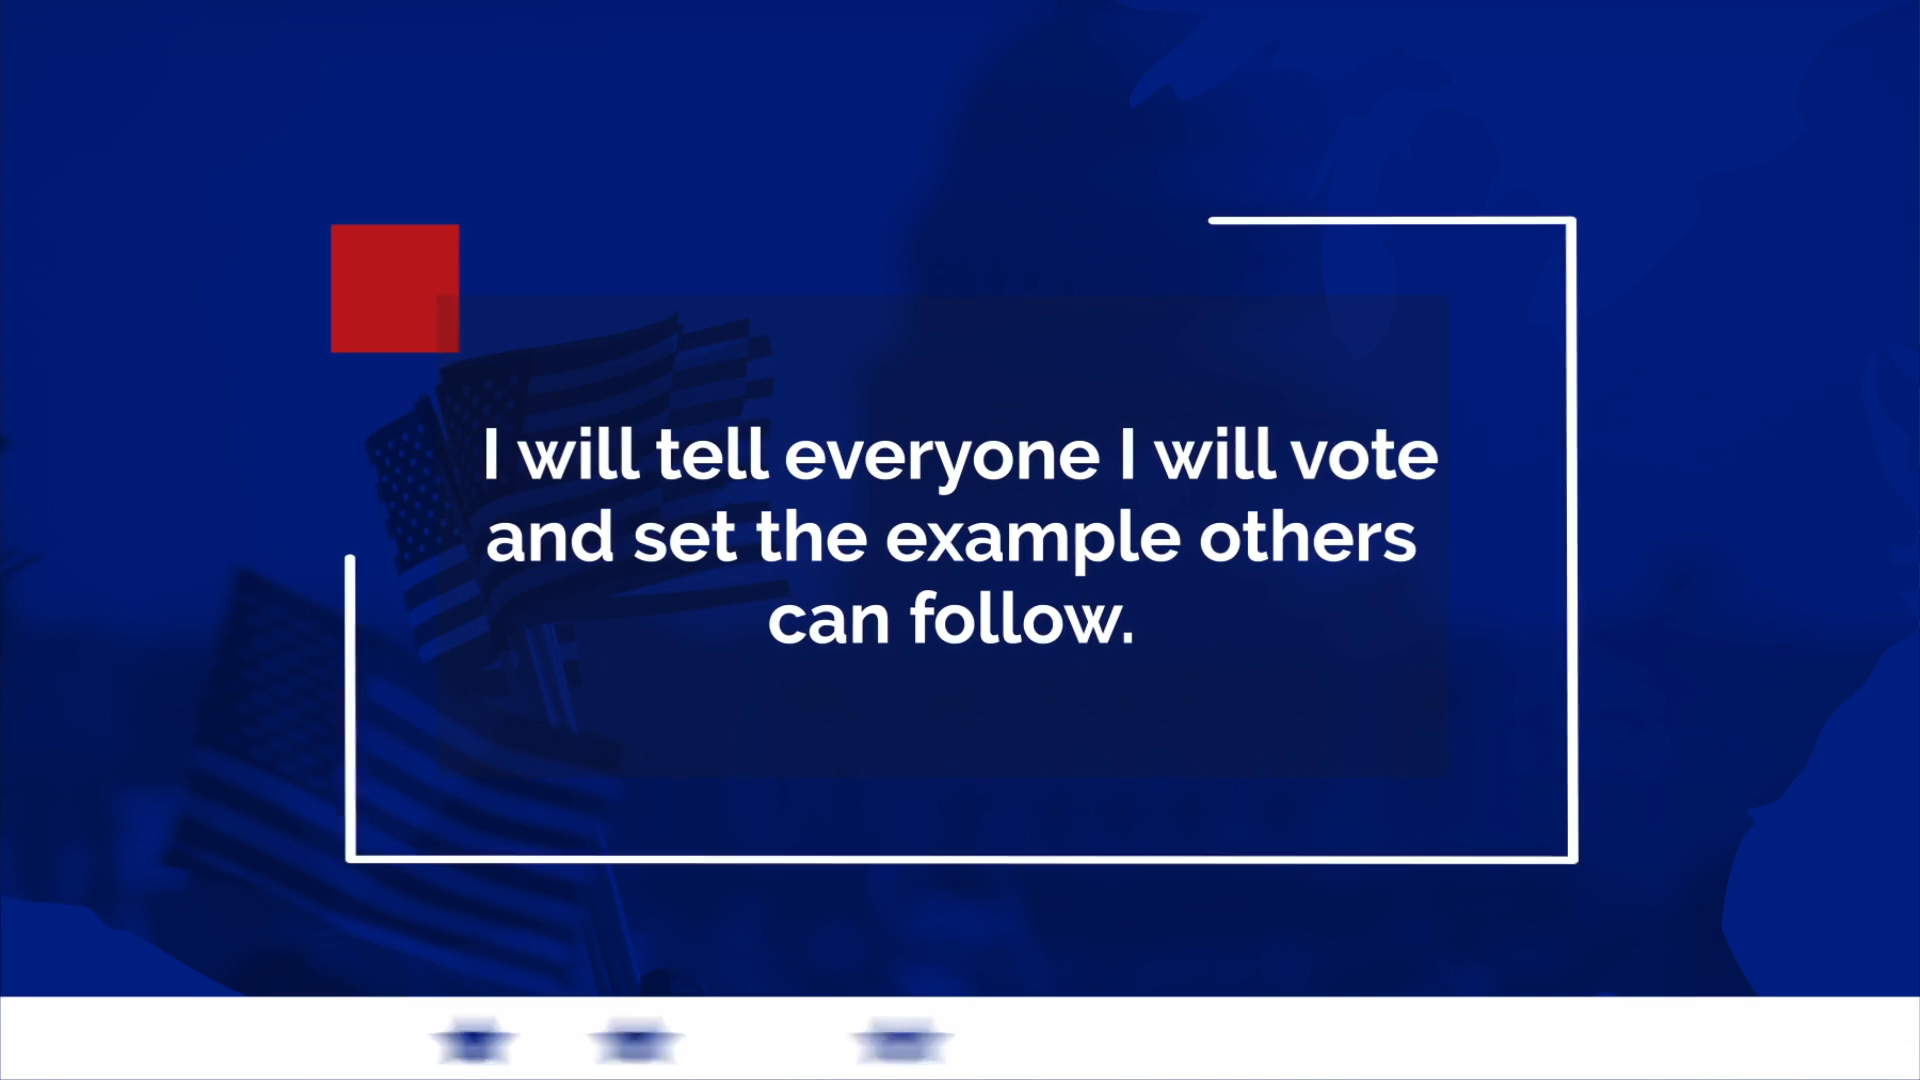 I will tell everyone I will vote
and set the example others
can follow.